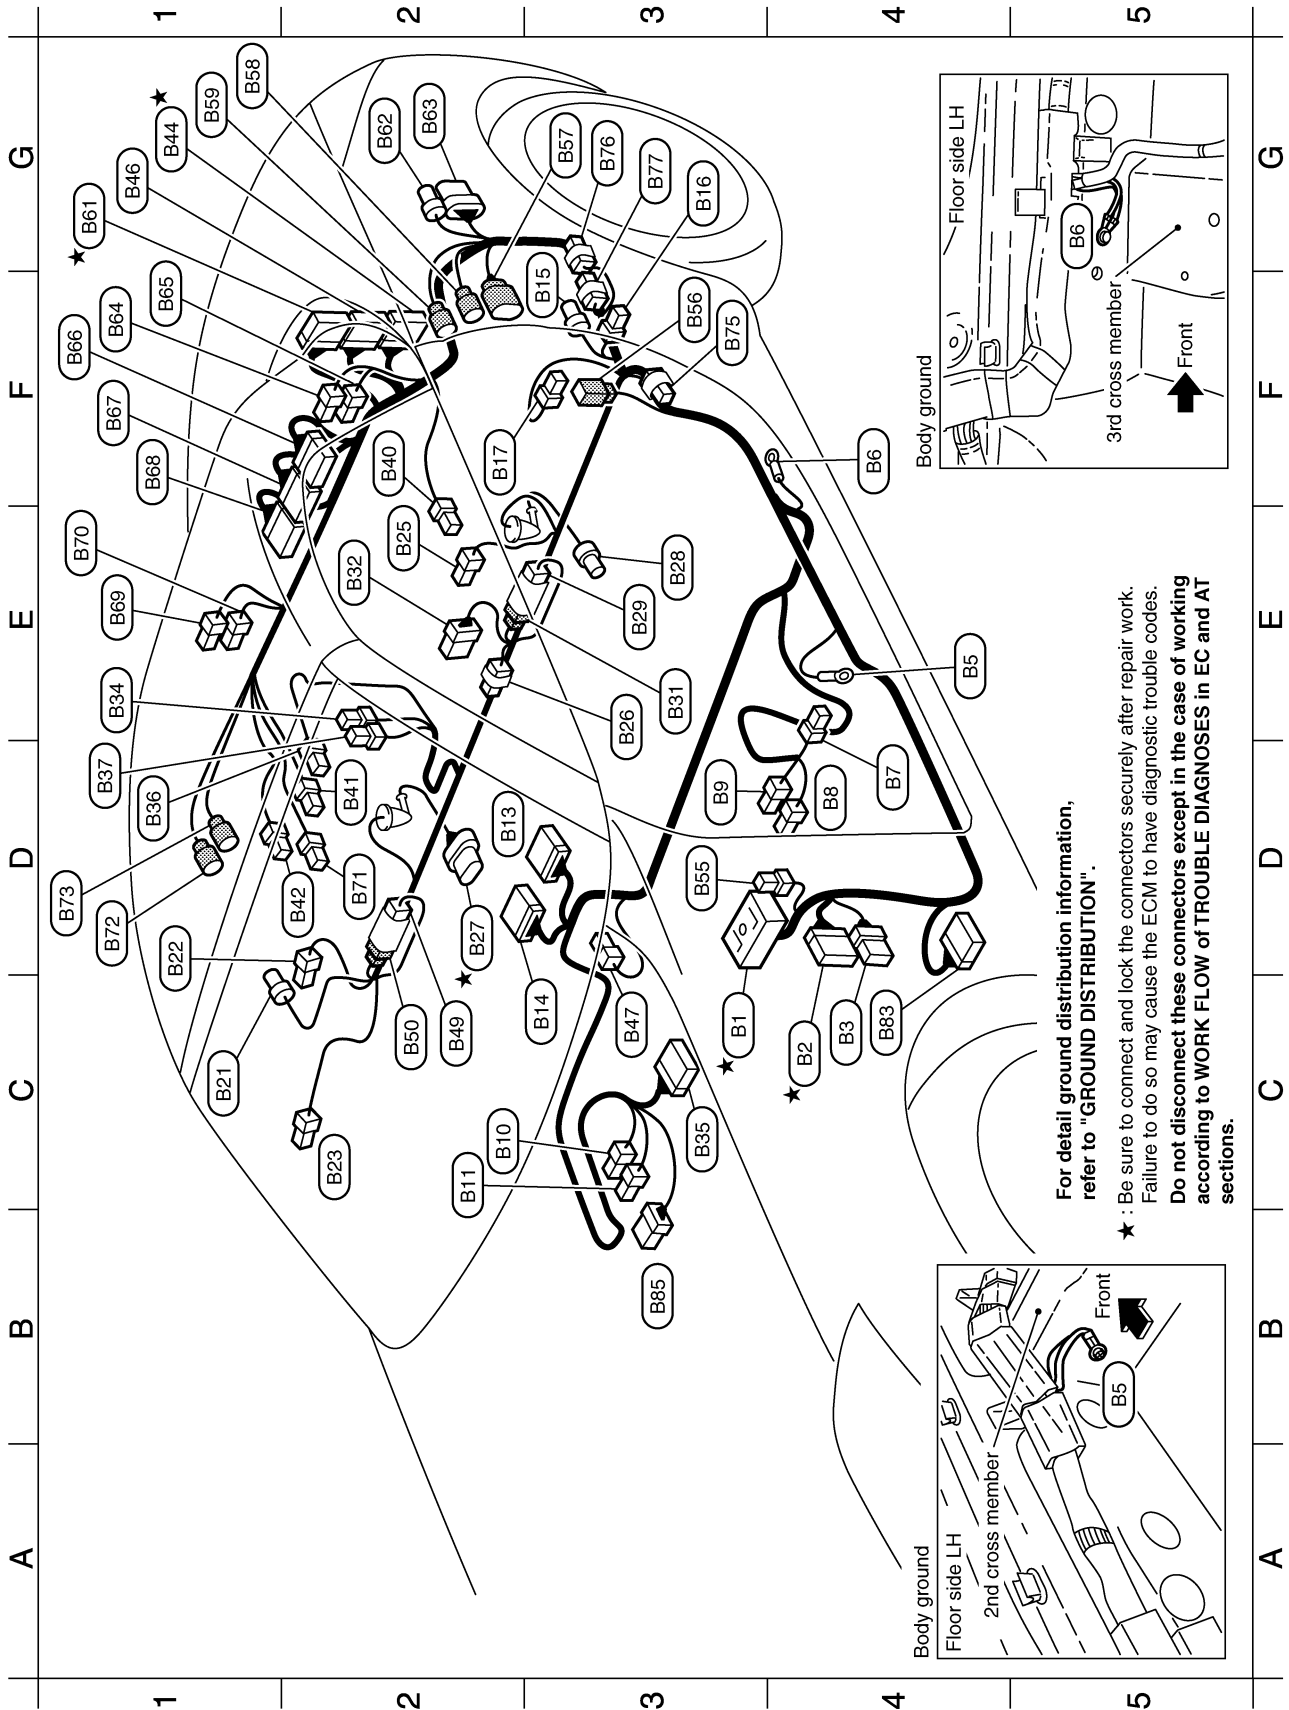 G
F
E
D
C
B
A
1
2
3
4
5
1
2
3
4
5
G
F
E
D
C
B
A
B73
B72
B36
B37
B34
B69
B70
B68
B67
B66
B64
B65
★ B61
B46
★ B44
B59
B58
B62
B63
B57
B76
B77
B16
B15
B56
B75
B17
B40
B25
B32
B28
B29
B31
B26
B6
B5
B7
B8
B9
B55
B13
B14
B27 ★
B41
B71
B42
B22
B21
B23
B50
B49
B47
B10
B11
B35
B85
★ B1
★ B2
B3
B83
Body ground
Floor side LH
B6
3rd cross member
Front
Body ground
Floor side LH
2nd cross member
B5
Front
For detail ground distribution information,
refer to "GROUND DISTRIBUTION".
★ : Be sure to connect and lock the connectors securely after repair work.
Failure to do so may cause the ECM to have diagnostic trouble codes.
Do not disconnect these connectors except in the case of working
according to WORK FLOW of TROUBLE DIAGNOSES in EC and AT
sections.